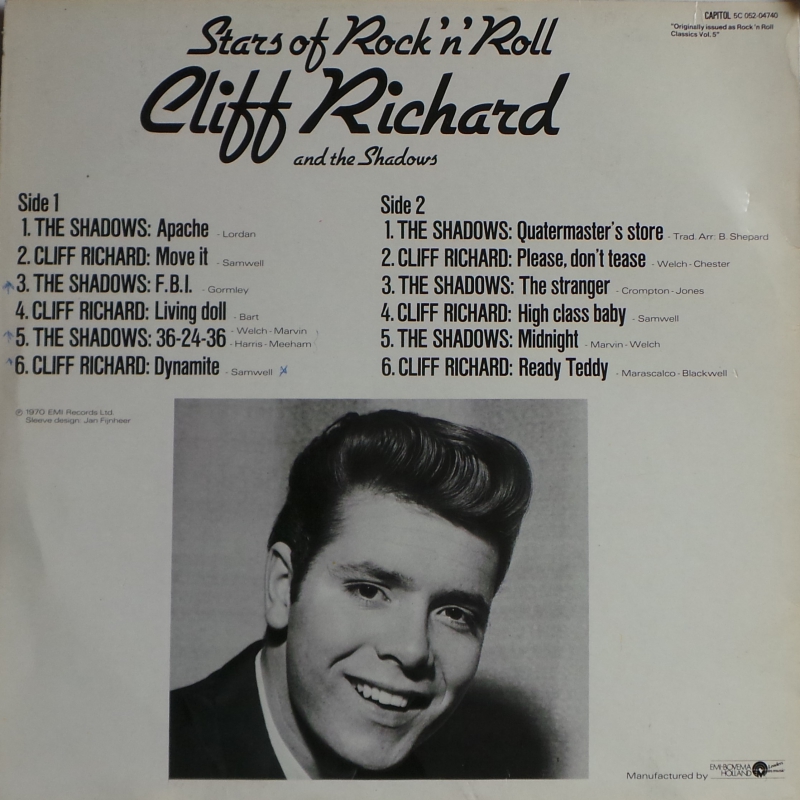 CAPITOL 5C 052-04740
"Originally issued as Rock'n Roll
Classics Vol. 5"
Stars of Rock'n' Roll
Cliff Richard
and the Shadows
Side 1
1. THE SHADOWS: Apache - Lordan
2. CLIFF RICHARD: Move it - Samwell
3. THE SHADOWS: F.B.I. - Gormley
4. CLIFF RICHARD: Living doll - Bart
5. THE SHADOWS: 36-24-36 - Welch-Marvin
- Harris-Meeham
6. CLIFF RICHARD: Dynamite - Samwell
Side 2
1. THE SHADOWS: Quatermaster's store - Trad. Arr: B. Shepard
2. CLIFF RICHARD: Please, don't tease - Welch-Chester
3. THE SHADOWS: The stranger - Crompton-Jones
4. CLIFF RICHARD: High class baby - Samwell
5. THE SHADOWS: Midnight - Marvin-Welch
6. CLIFF RICHARD: Ready Teddy - Marascalco-Blackwell
℗ 1970 EMI Records Ltd.
Sleeve design: Jan Fijnheer
Manufactured by EMI-BOVEMA
HOLLAND